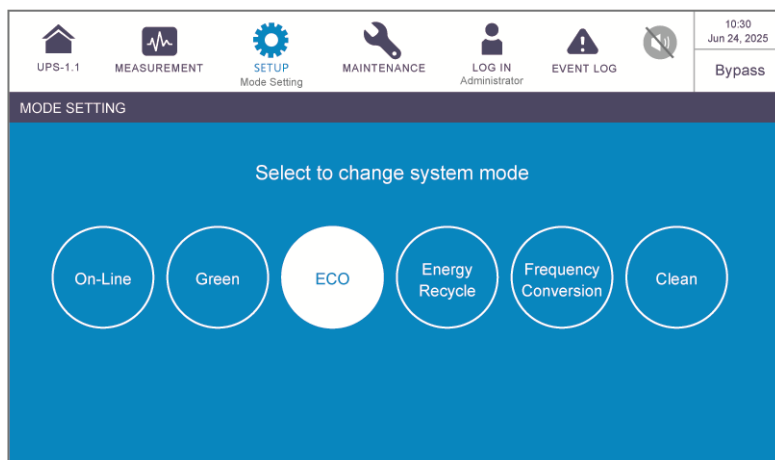 10:30
Jun 24, 2025
UPS-1.1
MEASUREMENT
SETUP
Mode Setting
MAINTENANCE
LOG IN
Administrator
EVENT LOG
Bypass
MODE SETTING
Select to change system mode
On-Line
Green
ECO
Energy
Recycle
Frequency
Conversion
Clean